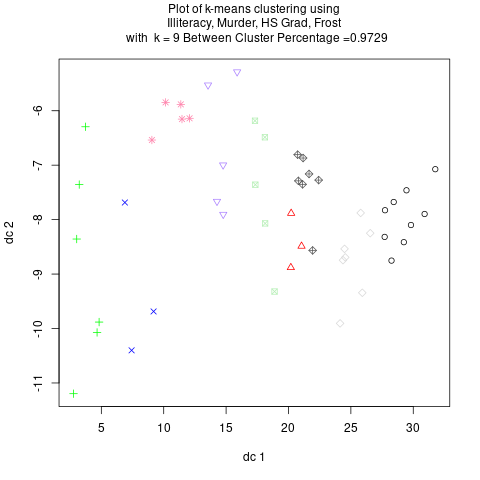 Plot of k-means clustering using
Illiteracy, Murder, HS Grad, Frost
with k = 9 Between Cluster Percentage =0.9729
-6
-7
-8
-9
-10
-11
dc 2
5 10 15 20 25 30
dc 1